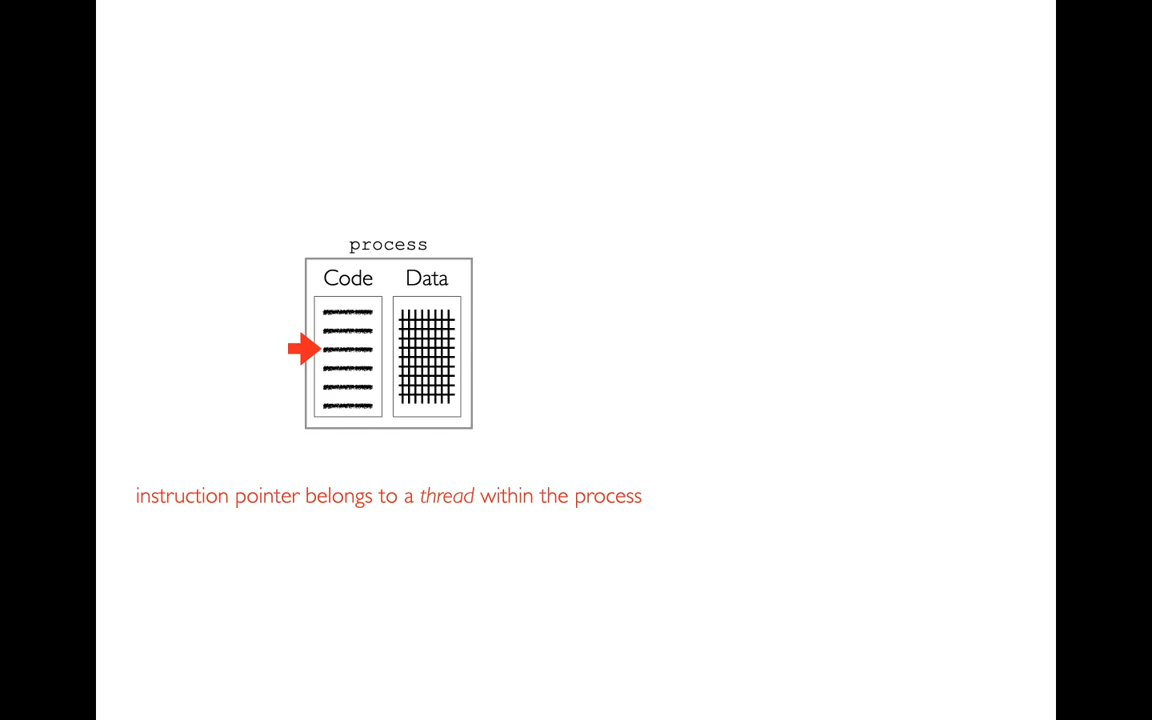 process
Code Data
instruction pointer belongs to a thread within the process